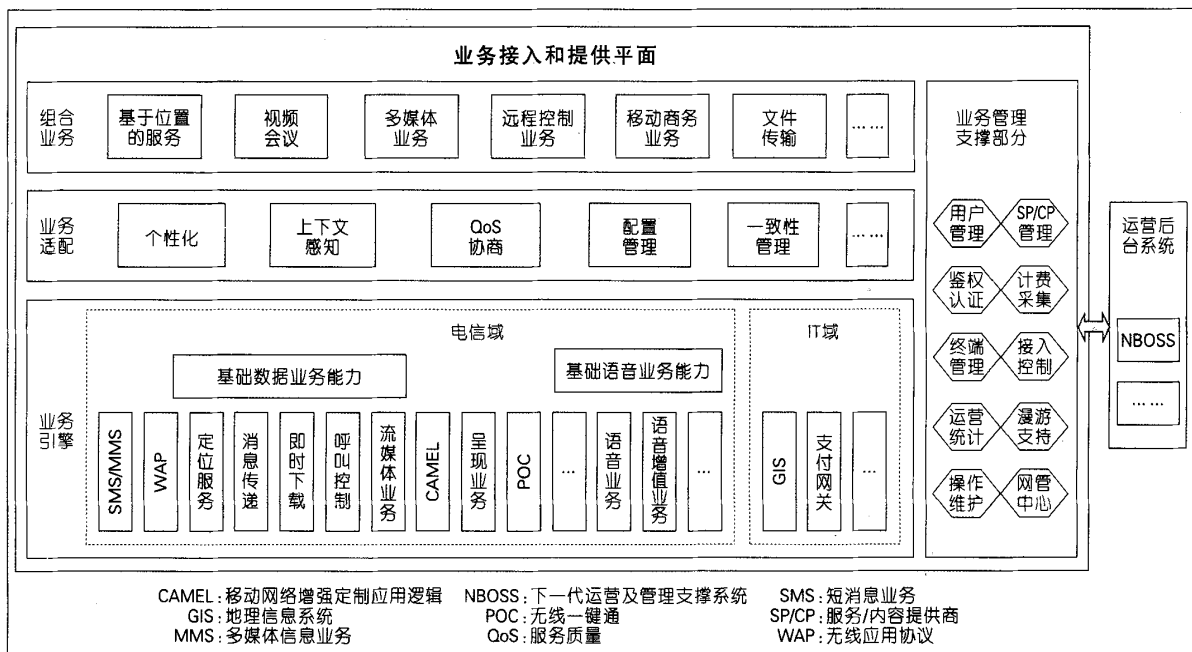 业务接入和提供平面
组合
业务
基于位置
的服务
视频
会议
多媒体
业务
远程控制
业务
移动商务
业务
文件
传输
……
业务
适配
个性化
上下文
感知
QoS
协商
配置
管理
一致性
管理
……
业务
引擎
电信域
基础数据业务能力
基础语音业务能力
SMS/MMS
WAP
定位服务
消息传递
即时下载
呼叫控制
流媒体业务
CAMEL
呈现业务
POC
…
语音业务
语音增值业务
…
IT域
GIS
支付网关
…
业务管理
支撑部分
用户
管理
SP/CP
管理
鉴权
认证
计费
采集
终端
管理
接入
控制
运营
统计
漫游
支持
操作
维护
网管
中心
运营后
台系统
NBOSS
……
CAMEL:移动网络增强定制应用逻辑
NBOSS:下一代运营及管理支撑系统
SMS:短消息业务
GIS:地理信息系统
POC:无线一键通
SP/CP:服务/内容提供商
MMS:多媒体信息业务
QoS:服务质量
WAP:无线应用协议